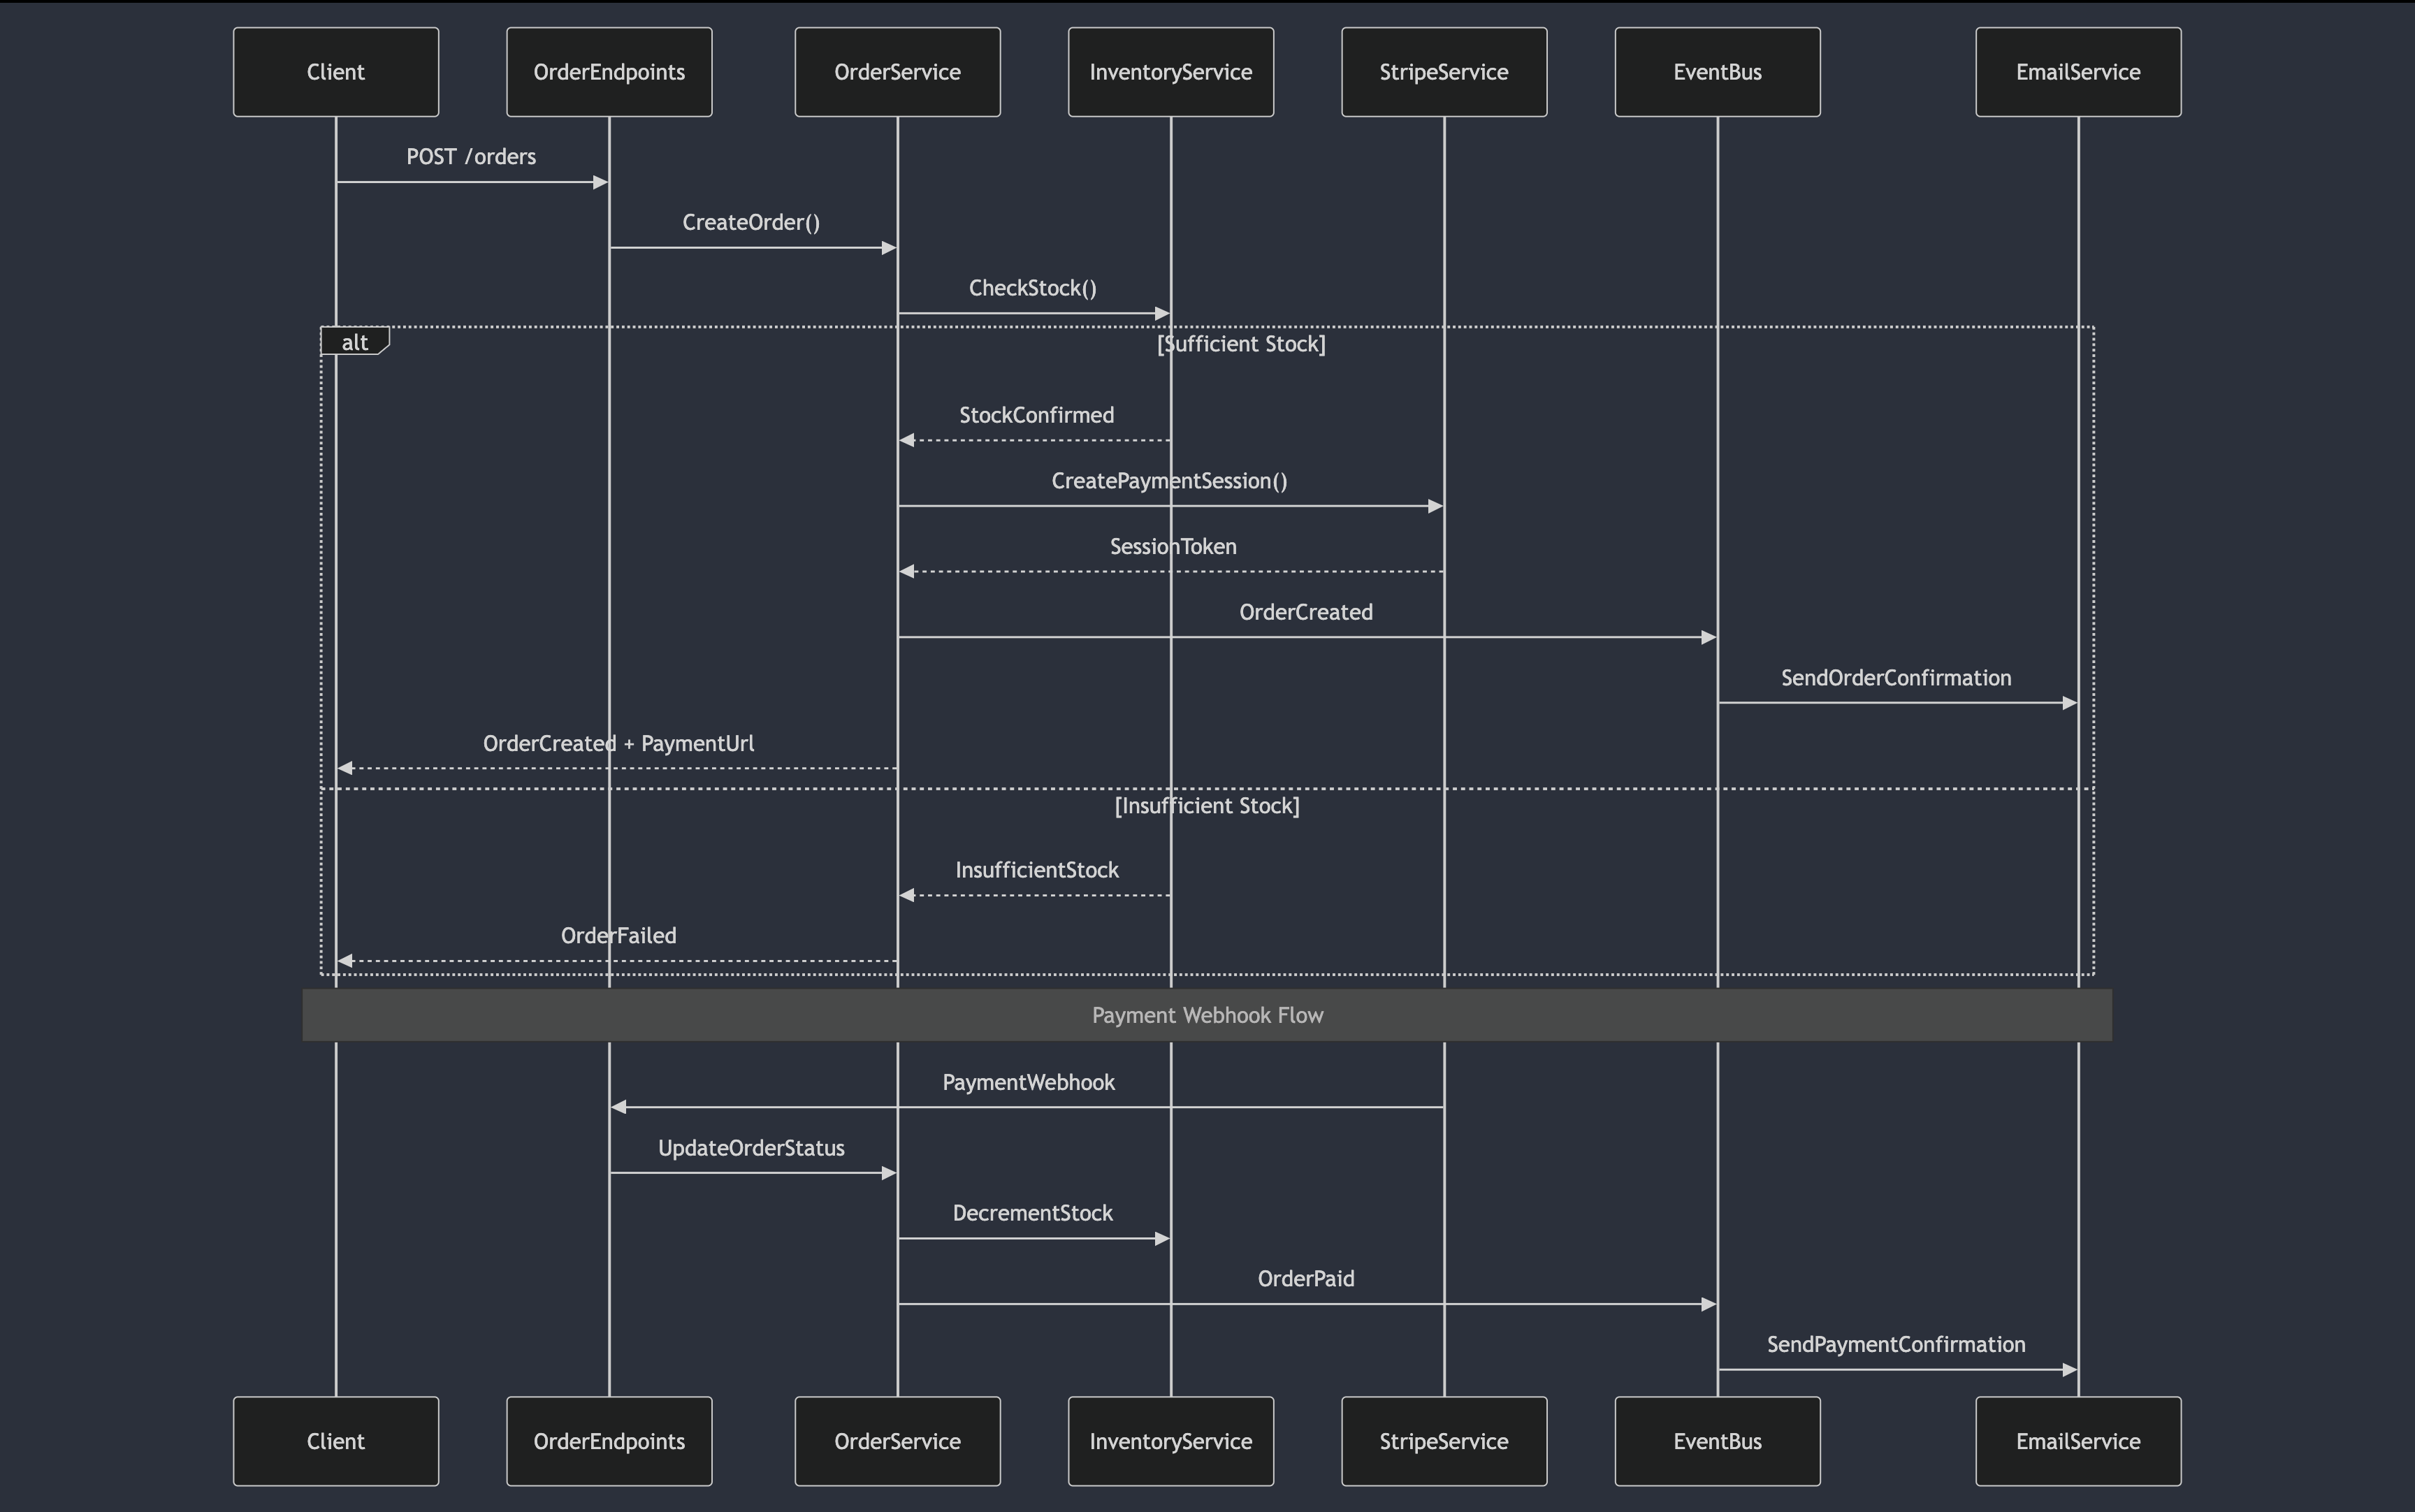 Client
OrderEndpoints
OrderService
InventoryService
StripeService
EventBus
EmailService
POST /orders
CreateOrder()
CheckStock()
alt
[Sufficient Stock]
StockConfirmed
CreatePaymentSession()
SessionToken
OrderCreated
SendOrderConfirmation
OrderCreated + PaymentUrl
[Insufficient Stock]
InsufficientStock
OrderFailed
Payment Webhook Flow
PaymentWebhook
UpdateOrderStatus
DecrementStock
OrderPaid
SendPaymentConfirmation
Client
OrderEndpoints
OrderService
InventoryService
StripeService
EventBus
EmailService